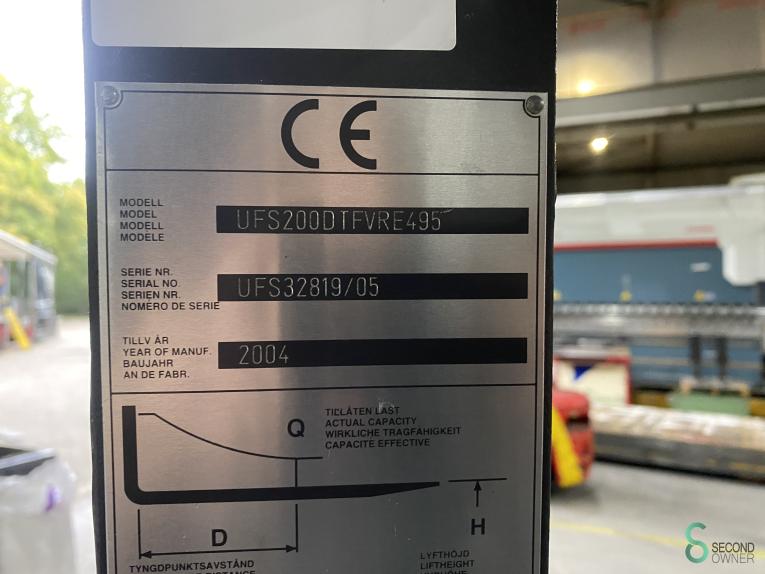 CE
MODELL
MODEL
MODELL
MODELE
UFS200DTFVRE495
SERIE NR.
SERIAL NO.
SERIEN NR.
NOMÉRO DE SERIE
UFS32819/05
TILLV ÅR
YEAR OF MANUF.
BAUJAHR
AN DE FABR.
2004
Q
TILLÅTEN LAST
ACTUAL CAPACITY
WIRKLICHE TRAGFAHIGKEIT
CAPACITE EFFECTIVE
D
H
TYNGDPUNKTSAVSTÅND
LYFTHÖJD
LIFTHEIGHT
SECOND
OWNER